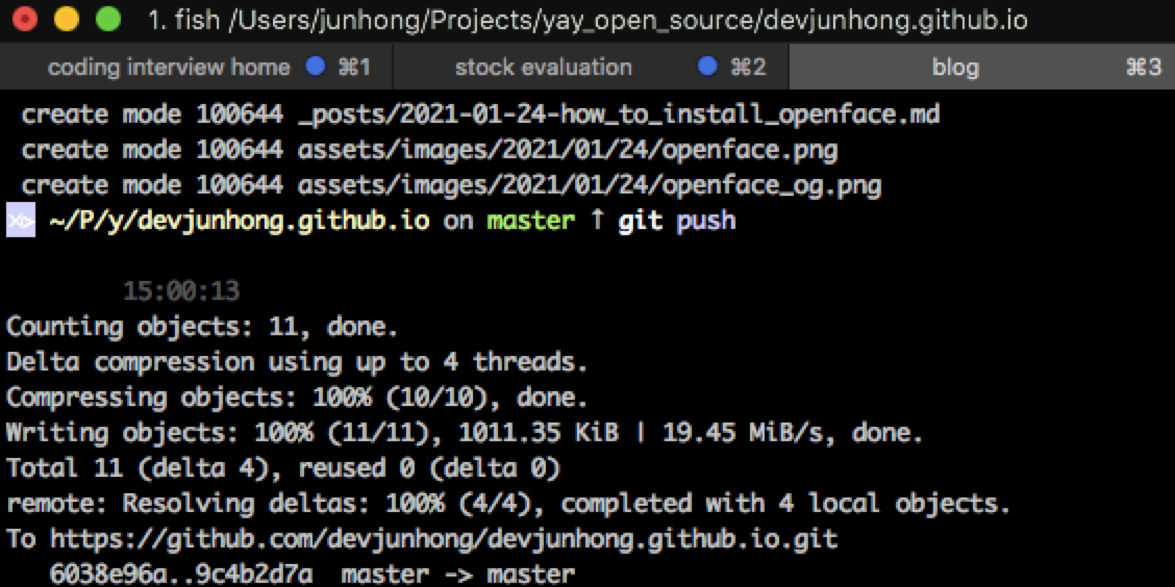 1. fish /Users/junhong/Projects/yay_open_source/devjunhong.github.io
coding interview home ⌘1 stock evaluation ⌘2 blog ⌘3
create mode 100644 _posts/2021-01-24-how_to_install_openface.md
create mode 100644 assets/images/2021/01/24/openface.png
create mode 100644 assets/images/2021/01/24/openface_og.png
~/P/y/devjunhong.github.io on master ↑ git push
15:00:13
Counting objects: 11, done.
Delta compression using up to 4 threads.
Compressing objects: 100% (10/10), done.
Writing objects: 100% (11/11), 1011.35 KiB | 19.45 MiB/s, done.
Total 11 (delta 4), reused 0 (delta 0)
remote: Resolving deltas: 100% (4/4), completed with 4 local objects.
To https://github.com/devjunhong/devjunhong.github.io.git
6038e96a..9c4b2d7a master -> master